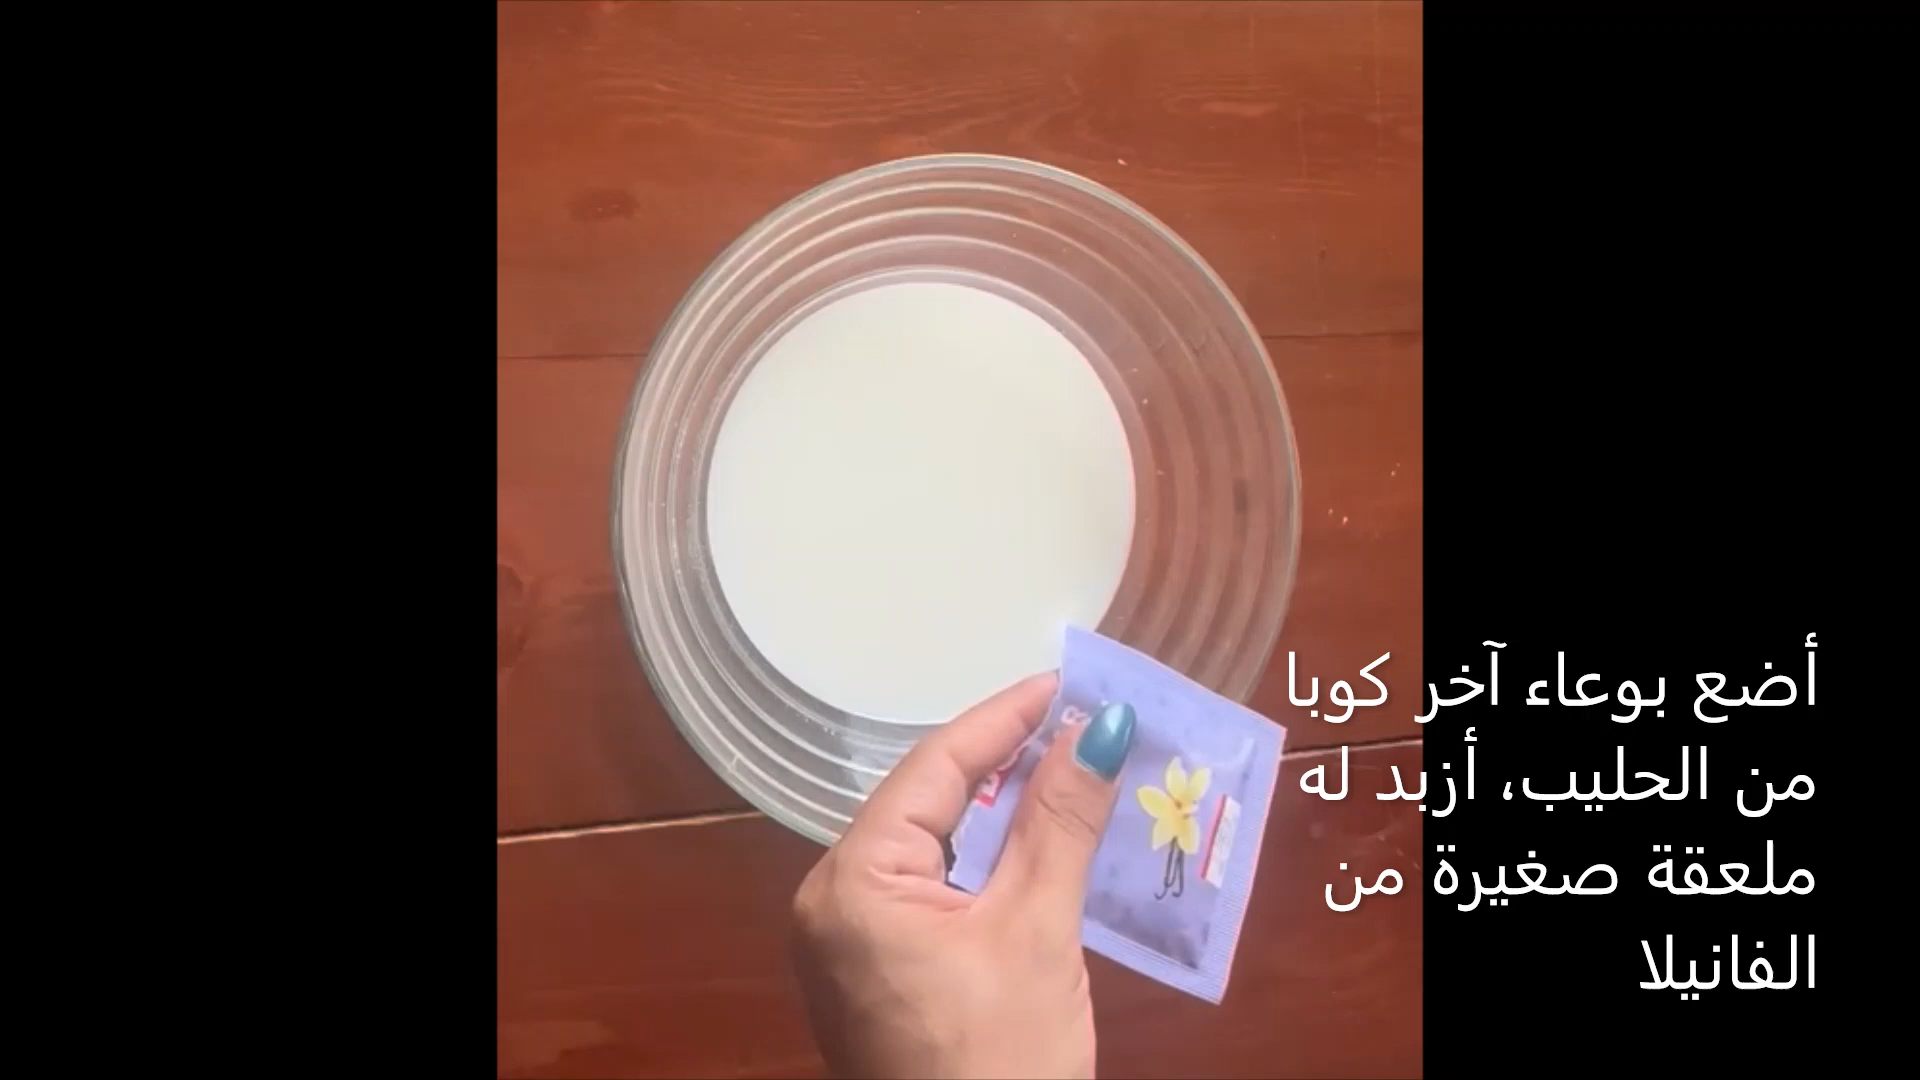 أضع بوعاء آخر كوبا
من الحليب، أزبد له
ملعقة صغيرة من
الفانيلا